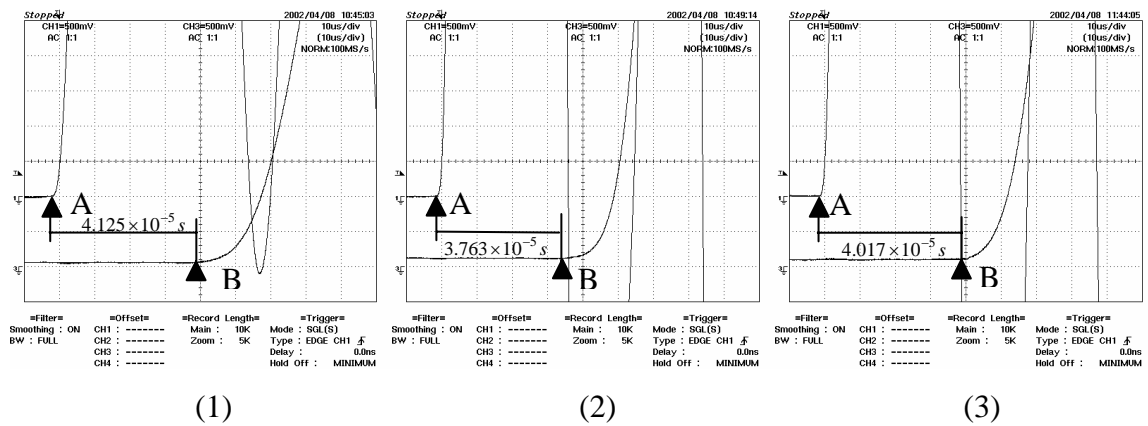 Stopped 2002/04/08 10:45:03
CH1=500mV CH3=500mV 10us/div
AC 1:1 AC 1:1 (10us/div)
NORM:100MS/s
A
4.125×10⁻⁵ s
B
=Filter= =Offset= =Record Length= =Trigger=
Smoothing : ON CH1 : ------- Main : 10K Mode : SGL(S)
BW : FULL CH2 : ------- Zoom : 5K Type : EDGE CH1
CH3 : ------- Delay : 0.0ns
CH4 : ------- Hold Off : MINIMUM
(1)
Stopped 2002/04/08 10:49:14
CH1=500mV CH3=500mV 10us/div
AC 1:1 AC 1:1 (10us/div)
NORM:100MS/s
A
3.763×10⁻⁵ s
B
=Filter= =Offset= =Record Length= =Trigger=
Smoothing : ON CH1 : ------- Main : 10K Mode : SGL(S)
BW : FULL CH2 : ------- Zoom : 5K Type : EDGE CH1
CH3 : ------- Delay : 0.0ns
CH4 : ------- Hold Off : MINIMUM
(2)
Stopped 2002/04/08 11:44:05
CH1=500mV CH3=500mV 10us/div
AC 1:1 AC 1:1 (10us/div)
NORM:100MS/s
A
4.017×10⁻⁵ s
B
=Filter= =Offset= =Record Length= =Trigger=
Smoothing : ON CH1 : ------- Main : 10K Mode : SGL(S)
BW : FULL CH2 : ------- Zoom : 5K Type : EDGE CH1
CH3 : ------- Delay : 0.0ns
CH4 : ------- Hold Off : MINIMUM
(3)